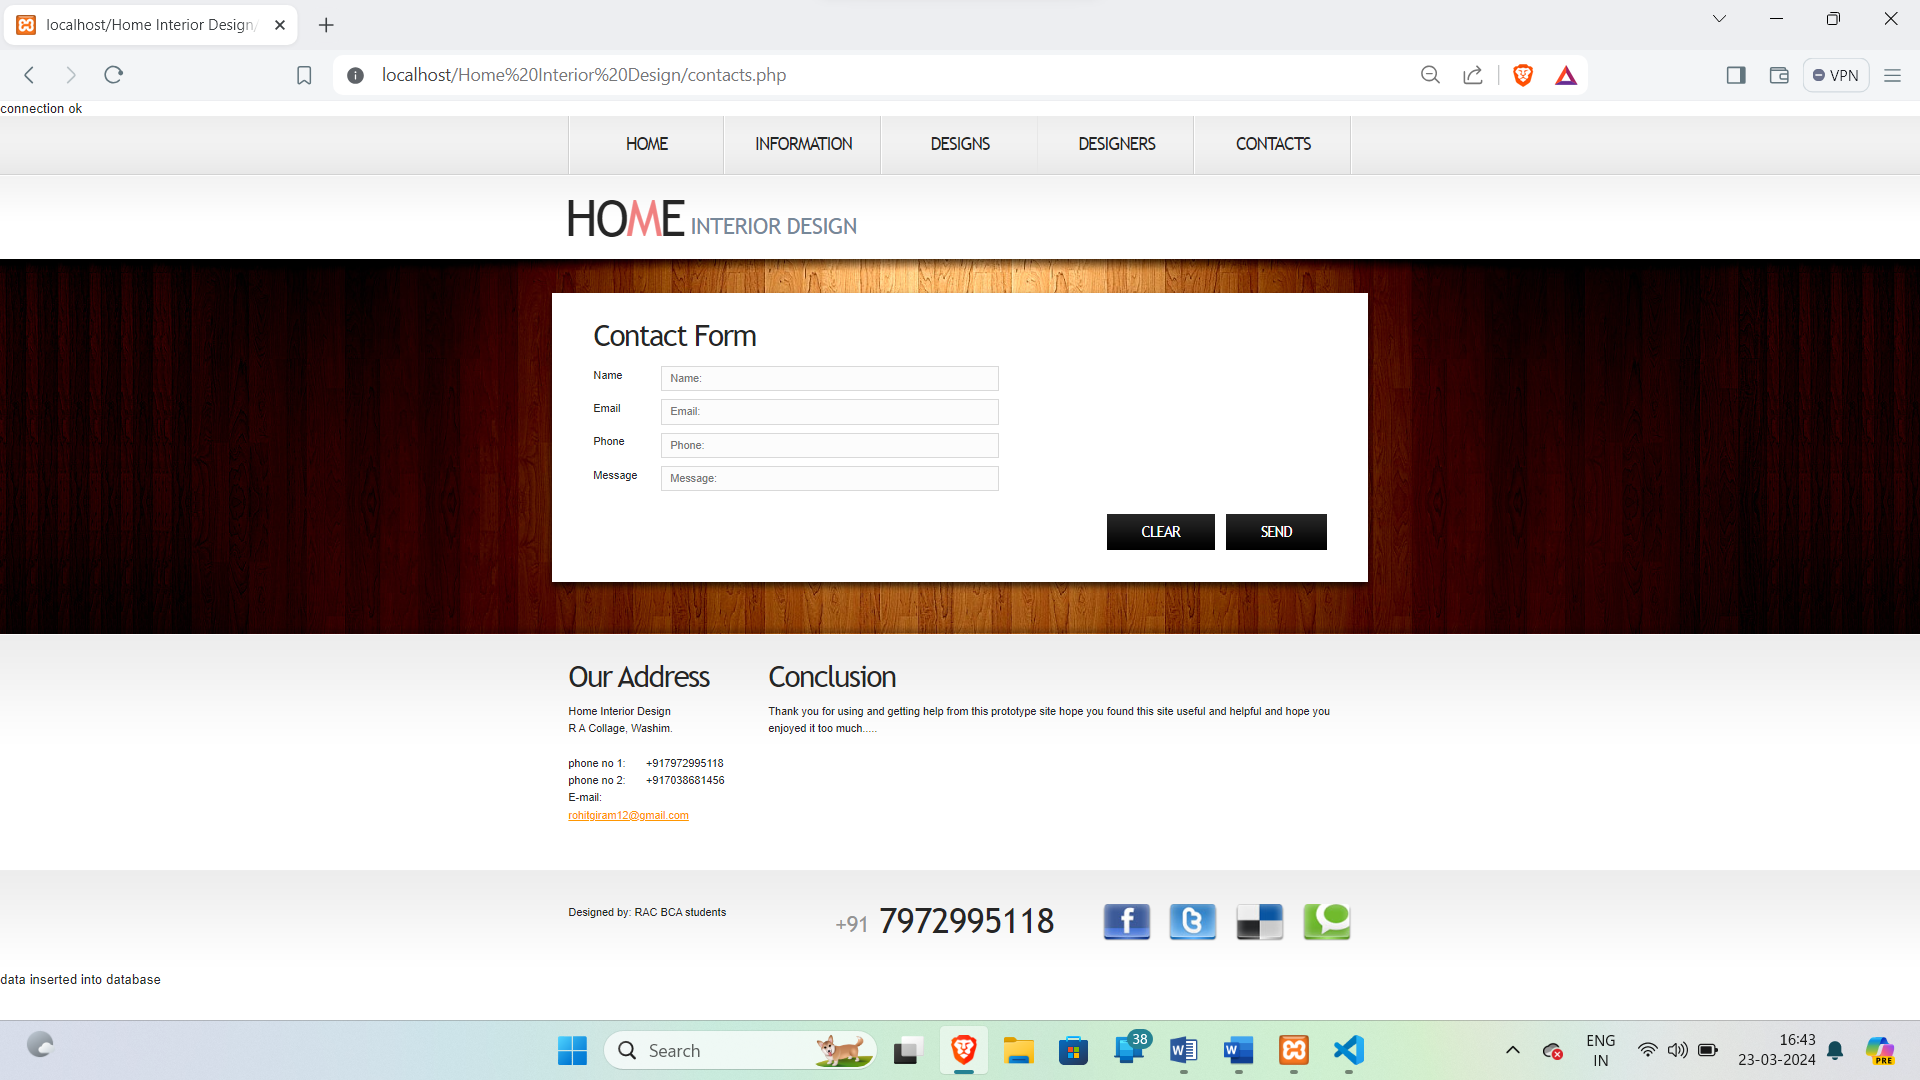 localhost/Home Interior Design/
localhost/Home%20Interior%20Design/contacts.php
VPN
connection ok
HOME INFORMATION DESIGNS DESIGNERS CONTACTS
HOME INTERIOR DESIGN
Contact Form
Name Name:
Email Email:
Phone Phone:
Message Message:
CLEAR SEND
Our Address
Home Interior Design
R A Collage, Washim.
phone no 1: +917972995118
phone no 2: +917038681456
E-mail:
rohitgiram12@gmail.com
Conclusion
Thank you for using and getting help from this prototype site hope you found this site useful and helpful and hope you
enjoyed it too much.....
Designed by: RAC BCA students
+91 7972995118
data inserted into database
Search
38
ENG
IN
16:43
23-03-2024
PRE